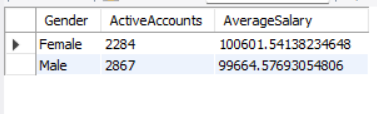 Gender ActiveAccounts AverageSalary
Female 2284 100601.54138234648
Male 2867 99664.57693054806